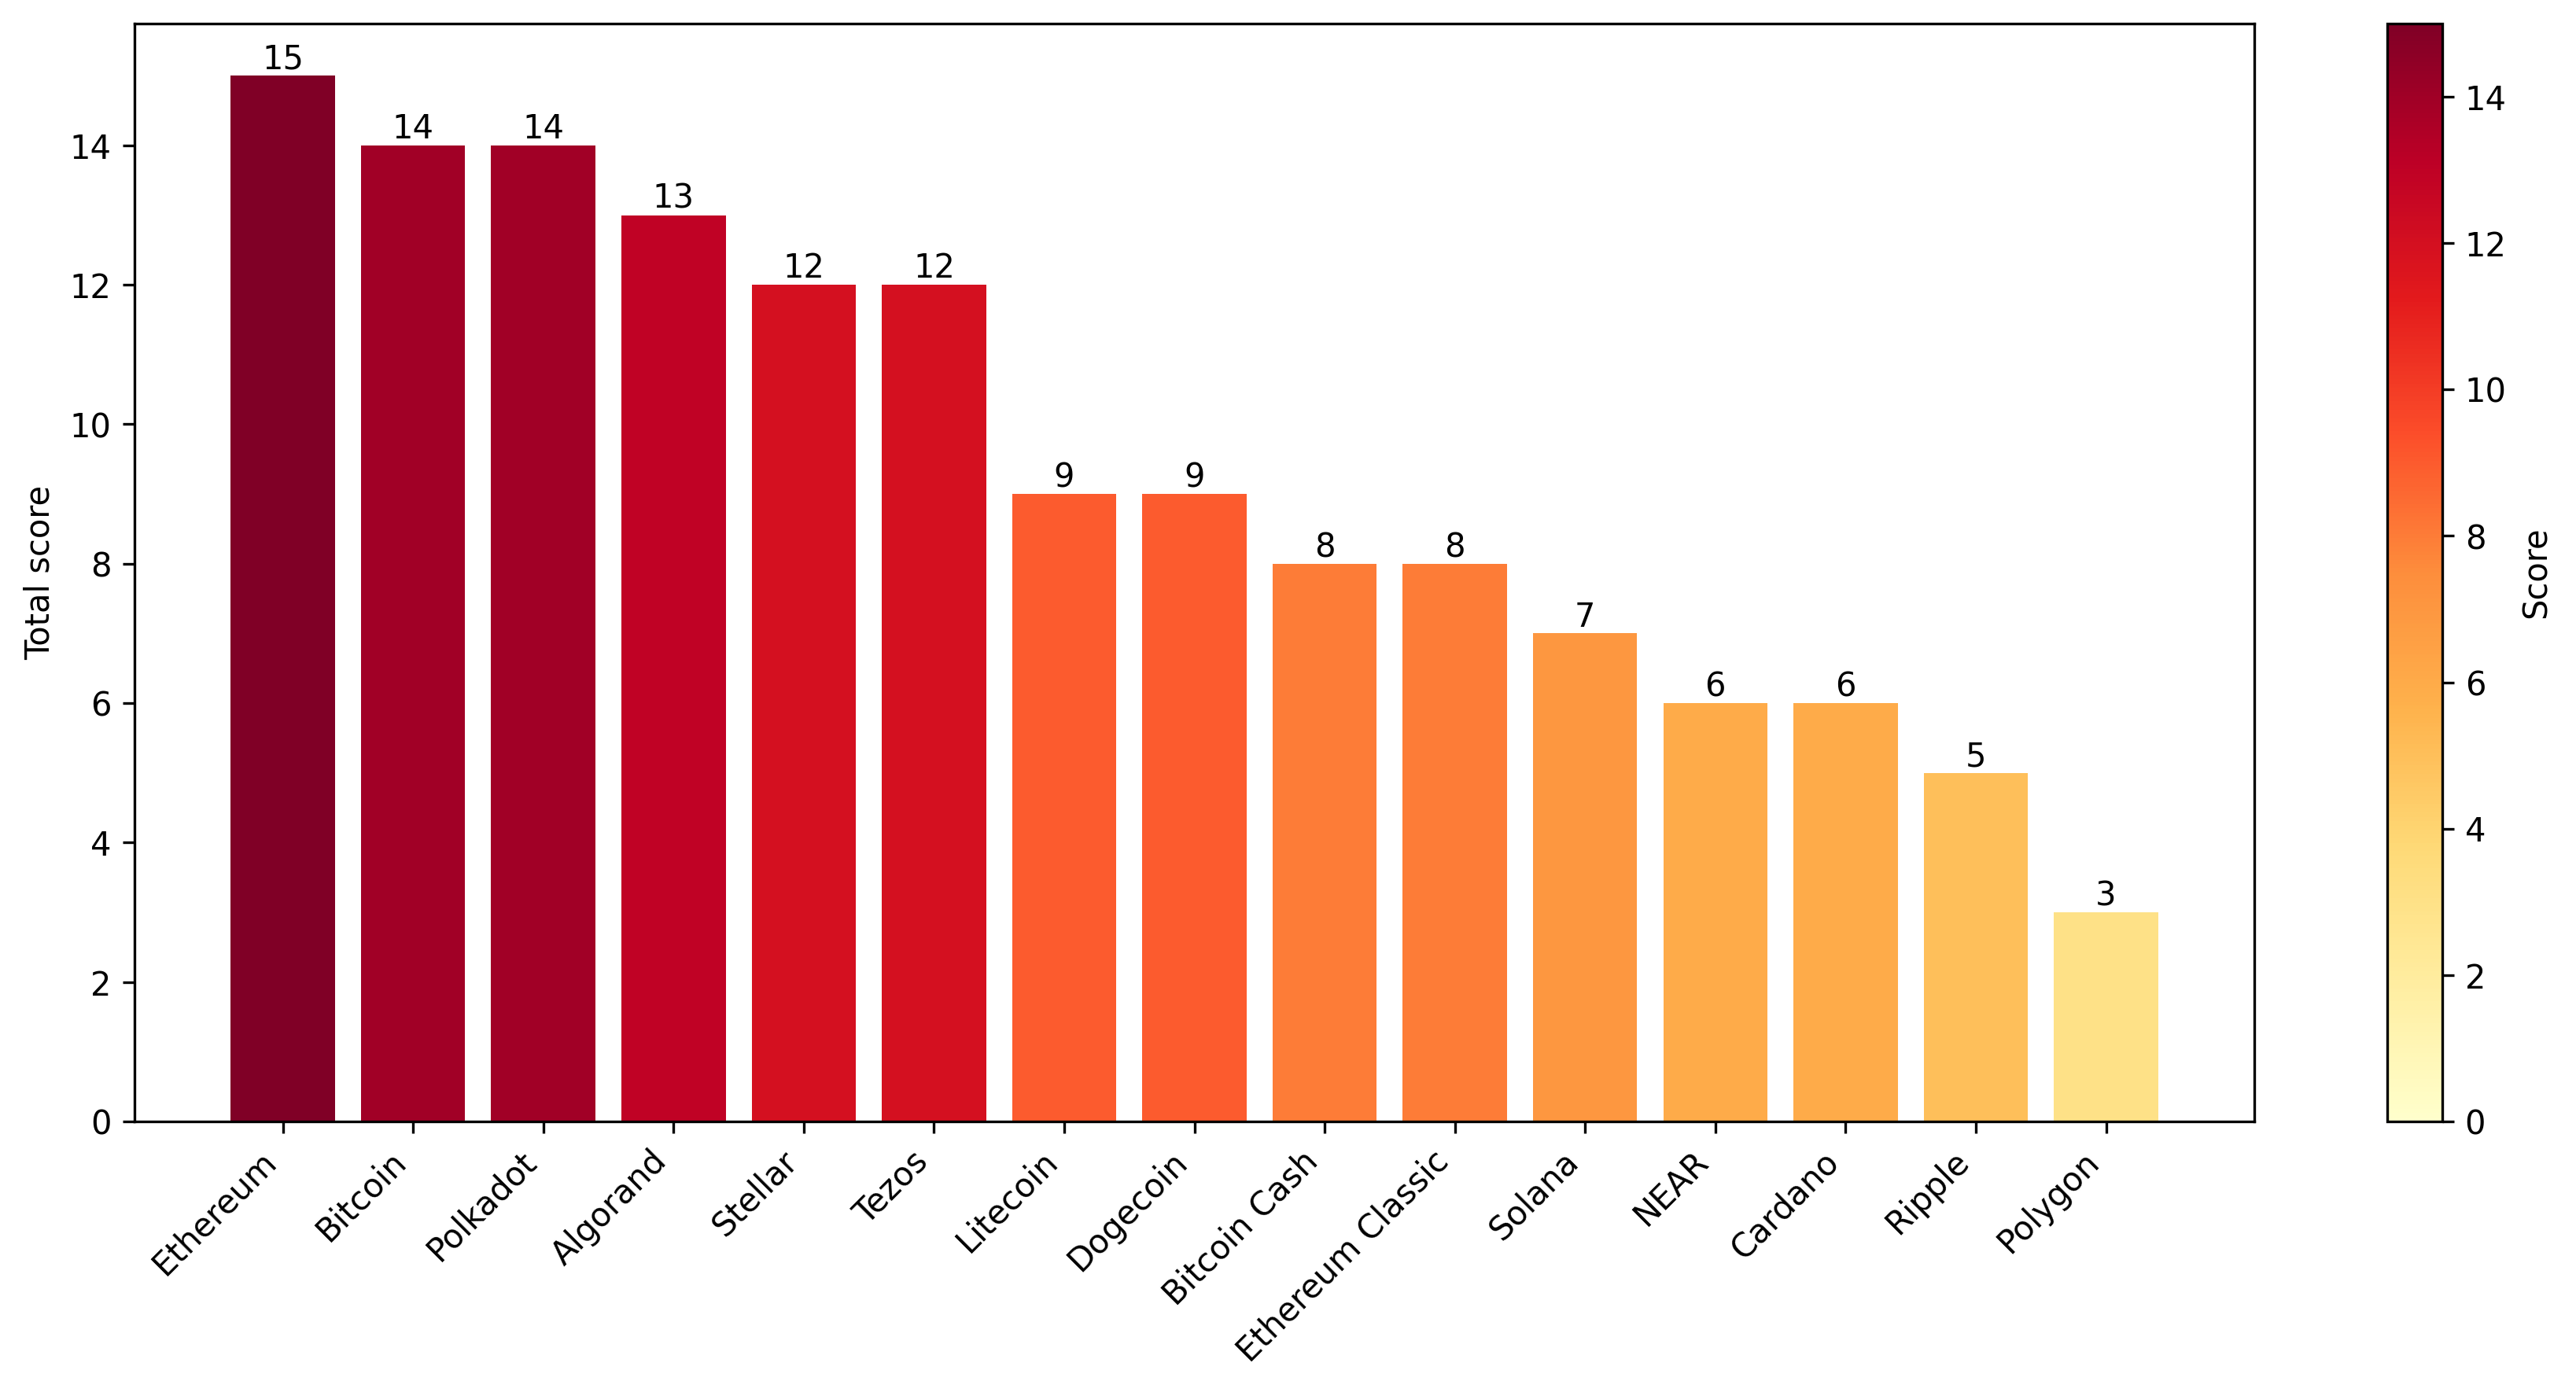 Total score
14
12
10
8
6
4
2
0
15
14
14
13
12
12
9
9
8
8
7
6
6
5
3
Ethereum
Bitcoin
Polkadot
Algorand
Stellar
Tezos
Litecoin
Dogecoin
Bitcoin Cash
Ethereum Classic
Solana
NEAR
Cardano
Ripple
Polygon
14
12
10
8
6
4
2
0
Score